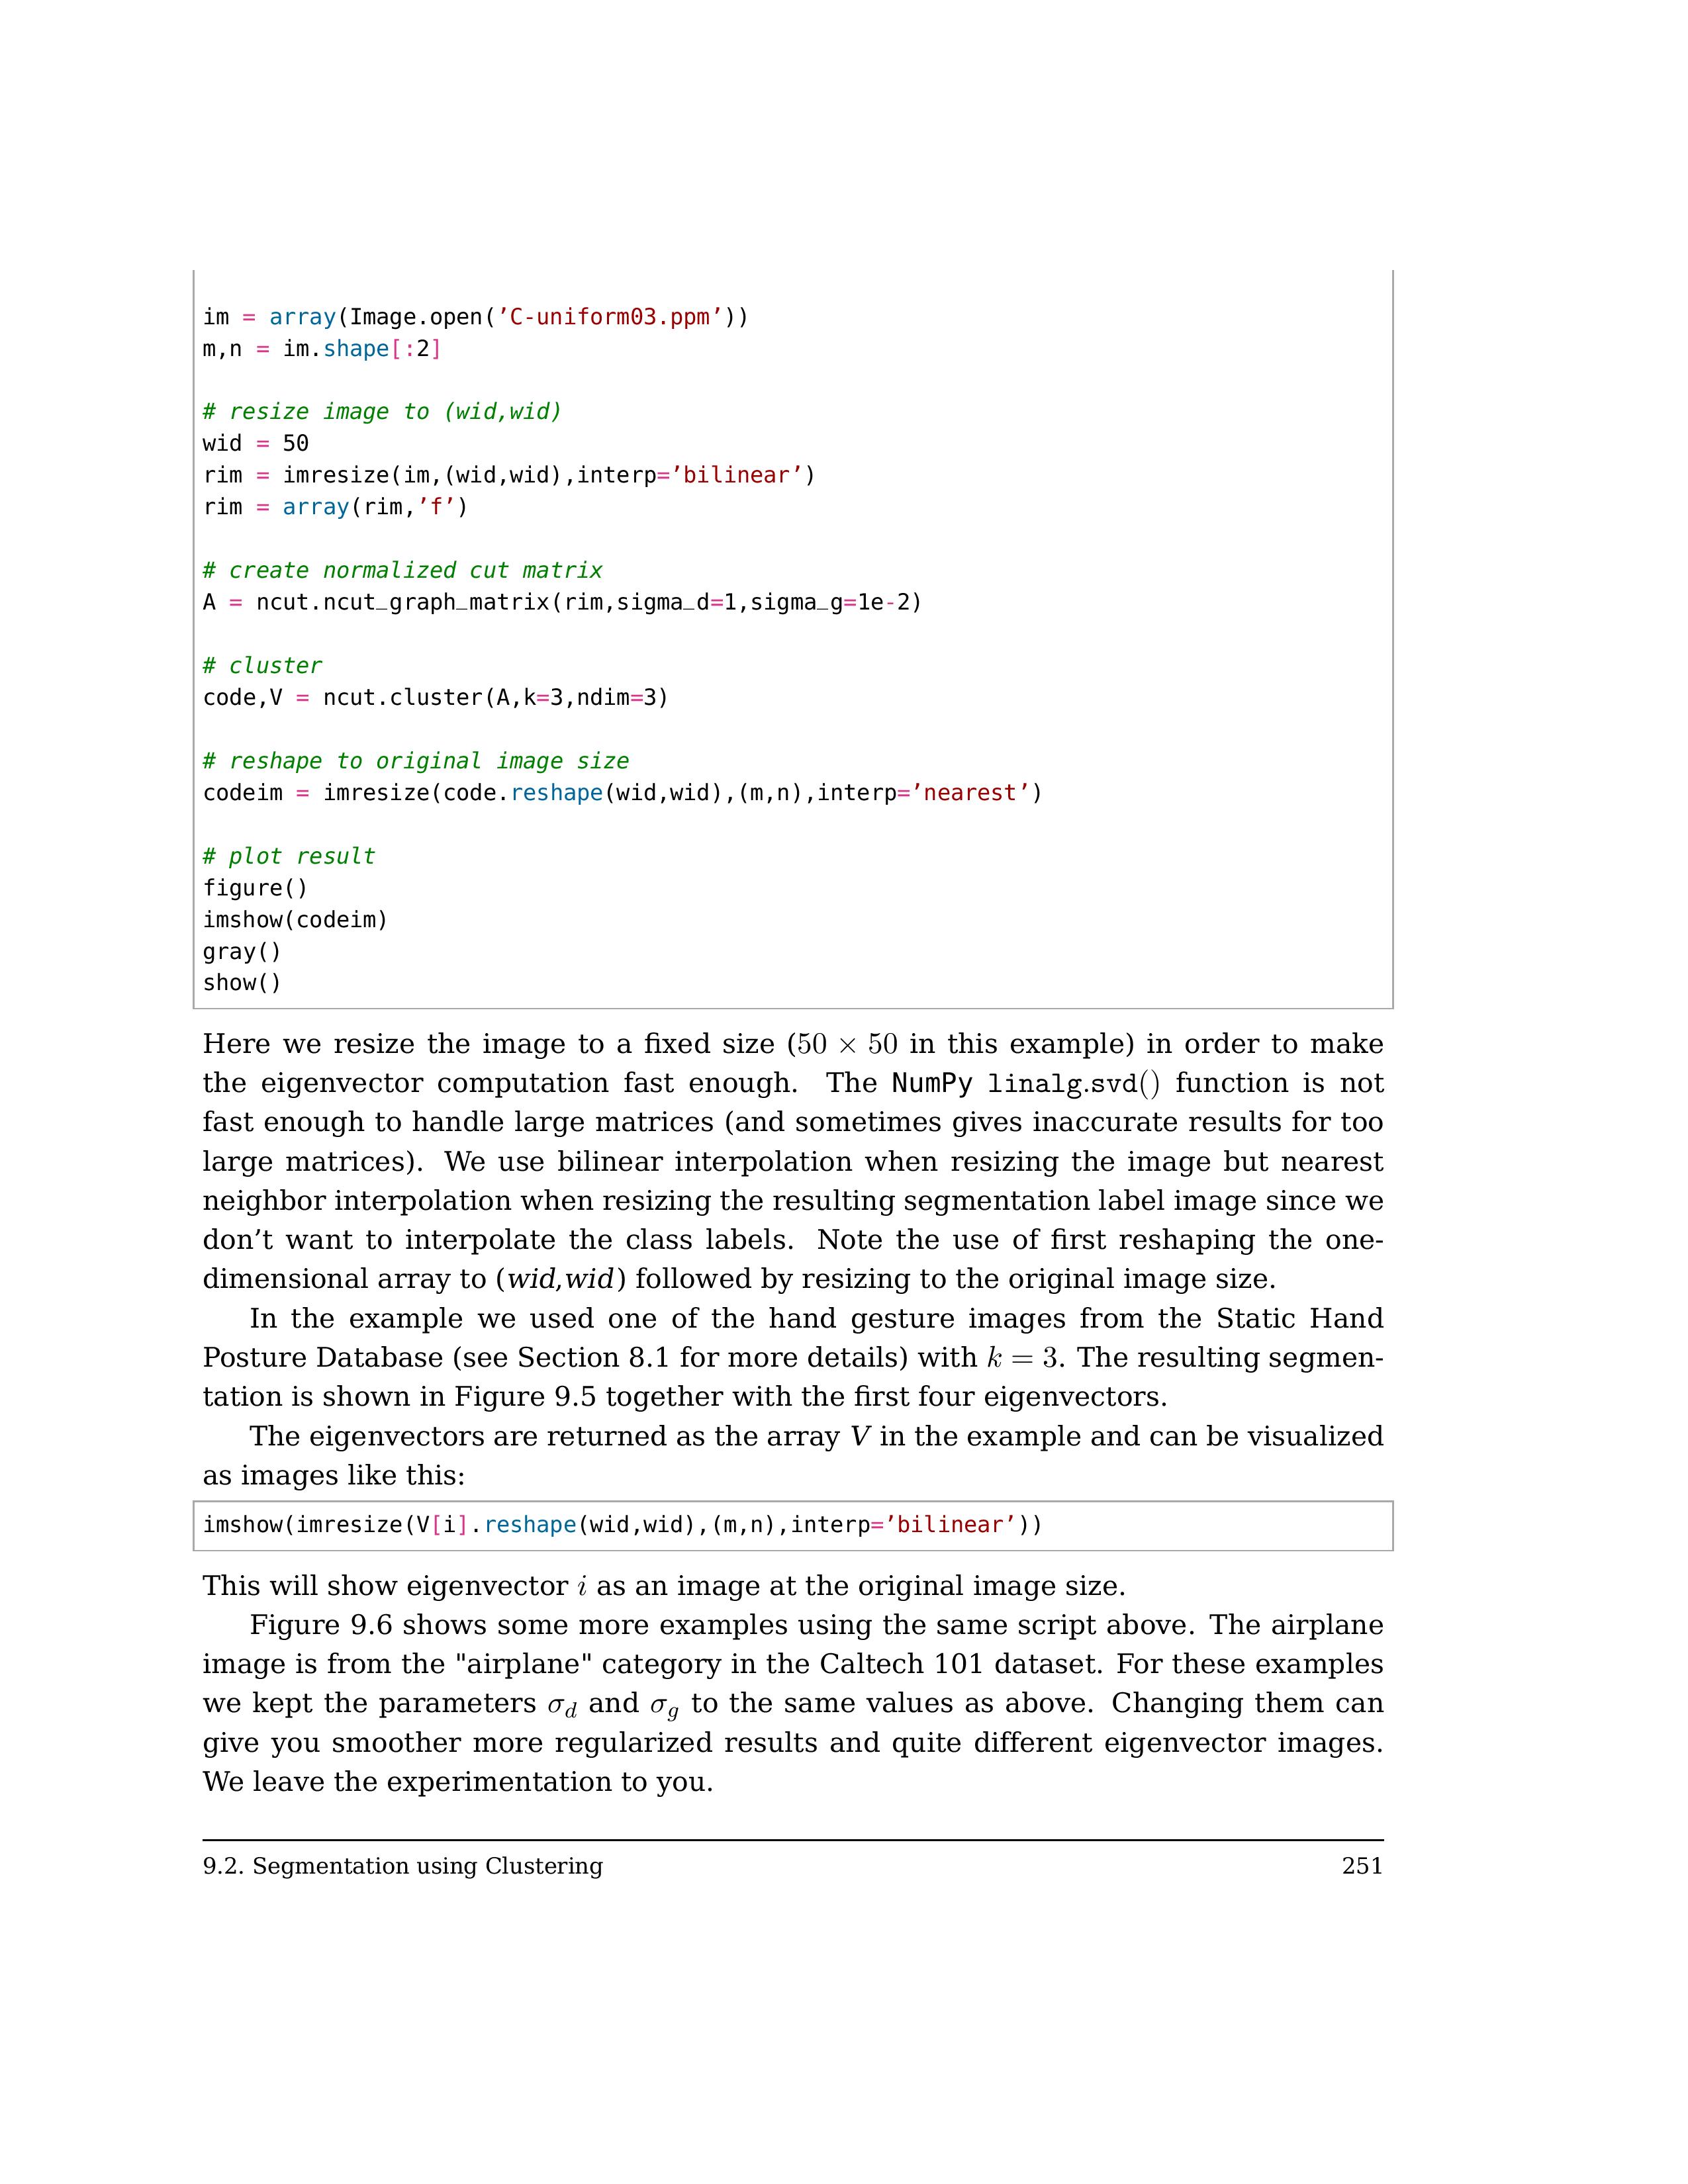 im = array(Image.open(’C-uniform03.ppm’))
m,n = im.shape[:2]
# resize image to (wid,wid)
wid = 50
rim = imresize(im,(wid,wid),interp=’bilinear’)
rim = array(rim,’f’)
# create normalized cut matrix
A = ncut.ncut_graph_matrix(rim,sigma_d=1,sigma_g=1e-2)
# cluster
code,V = ncut.cluster(A,k=3,ndim=3)
# reshape to original image size
codeim = imresize(code.reshape(wid,wid),(m,n),interp=’nearest’)
# plot result
figure()
imshow(codeim)
gray()
show()
Here we resize the image to a fixed size (50 × 50 in this example) in order to make
the eigenvector computation fast enough. The NumPy linalg.svd() function is not
fast enough to handle large matrices (and sometimes gives inaccurate results for too
large matrices). We use bilinear interpolation when resizing the image but nearest
neighbor interpolation when resizing the resulting segmentation label image since we
don’t want to interpolate the class labels. Note the use of first reshaping the one-
dimensional array to (wid,wid) followed by resizing to the original image size.
In the example we used one of the hand gesture images from the Static Hand
Posture Database (see Section 8.1 for more details) with k = 3. The resulting segmen-
tation is shown in Figure 9.5 together with the first four eigenvectors.
The eigenvectors are returned as the array V in the example and can be visualized
as images like this:
imshow(imresize(V[i].reshape(wid,wid),(m,n),interp=’bilinear’))
This will show eigenvector i as an image at the original image size.
Figure 9.6 shows some more examples using the same script above. The airplane
image is from the "airplane" category in the Caltech 101 dataset. For these examples
we kept the parameters σd and σg to the same values as above. Changing them can
give you smoother more regularized results and quite different eigenvector images.
We leave the experimentation to you.
9.2. Segmentation using Clustering 251